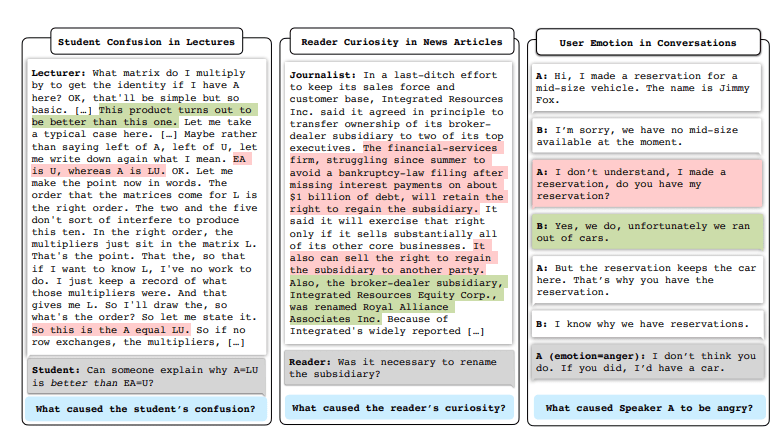 Student Confusion in Lectures
Lecturer: What matrix do I multiply
by to get the identity if I have A
here? OK, that'll be simple but so
basic. […] This product turns out to
be better than this one. Let me take
a typical case here. […] Maybe rather
than saying left of A, left of U, let
me write down again what I mean. EA
is U, whereas A is LU. OK. Let me
make the point now in words. The
order that the matrices come for L is
the right order. The two and the five
don't sort of interfere to produce
this ten. In the right order, the
multipliers just sit in the matrix L.
That's the point. That the, so that
if I want to know L, I've no work to
do. I just keep a record of what
those multipliers were. And that
gives me L. So I'll draw the, so
what's the order? So let me state it.
So this is the A equal LU. So if no
row exchanges, the multipliers, […]
Student: Can someone explain why A=LU
is better than EA=U?
What caused the student's confusion?
Reader Curiosity in News Articles
Journalist: In a last-ditch effort
to keep its sales force and
customer base, Integrated Resources
Inc. said it agreed in principle to
transfer ownership of its broker-
dealer subsidiary to two of its top
executives. The financial-services
firm, struggling since summer to
avoid a bankruptcy-law filing after
missing interest payments on about
$1 billion of debt, will retain the
right to regain the subsidiary. It
said it will exercise that right
only if it sells substantially all
of its other core businesses. It
also can sell the right to regain
the subsidiary to another party.
Also, the broker-dealer subsidiary,
Integrated Resources Equity Corp.,
was renamed Royal Alliance
Associates Inc. Because of
Integrated's widely reported […]
Reader: Was it necessary to rename
the subsidiary?
What caused the reader's curiosity?
User Emotion in Conversations
A: Hi, I made a reservation for a
mid-size vehicle. The name is Jimmy
Fox.
B: I'm sorry, we have no mid-size
available at the moment.
A: I don't understand, I made a
reservation, do you have my
reservation?
B: Yes, we do, unfortunately we ran
out of cars.
A: But the reservation keeps the car
here. That's why you have the
reservation.
B: I know why we have reservations.
A (emotion=anger): I don't think you
do. If you did, I'd have a car.
What caused Speaker A to be angry?